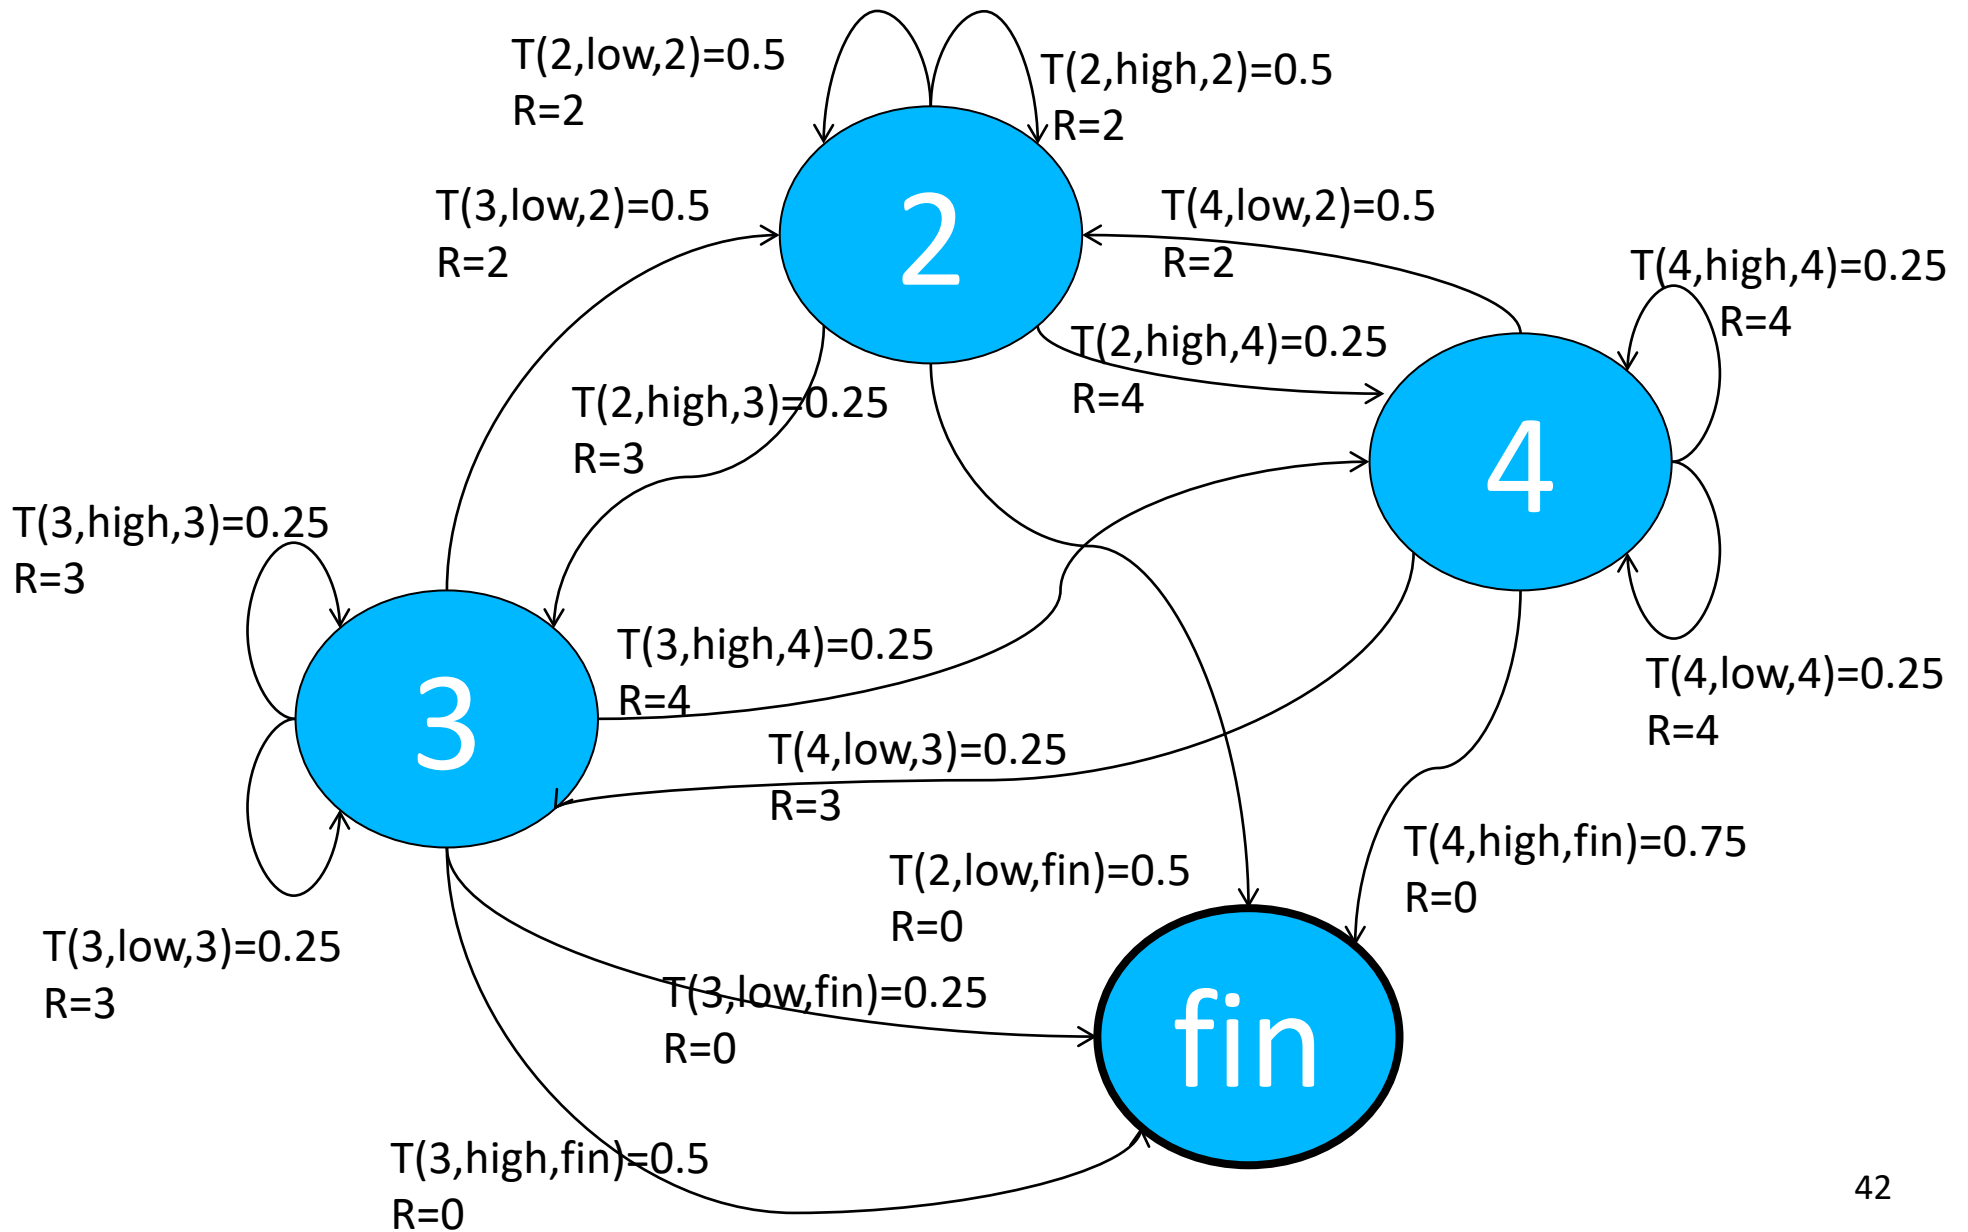 T(2,low,2)=0.5
R=2
T(2,high,2)=0.5
R=2
T(3,low,2)=0.5
R=2
2
T(4,low,2)=0.5
R=2
T(4,high,4)=0.25
R=4
T(2,high,4)=0.25
R=4
T(2,high,3)=0.25
R=3
4
T(3,high,3)=0.25
R=3
T(3,high,4)=0.25
R=4
T(4,low,4)=0.25
R=4
3
T(4,low,3)=0.25
R=3
T(2,low,fin)=0.5
R=0
T(4,high,fin)=0.75
R=0
T(3,low,3)=0.25
R=3
T(3,low,fin)=0.25
R=0
fin
T(3,high,fin)=0.5
R=0
42